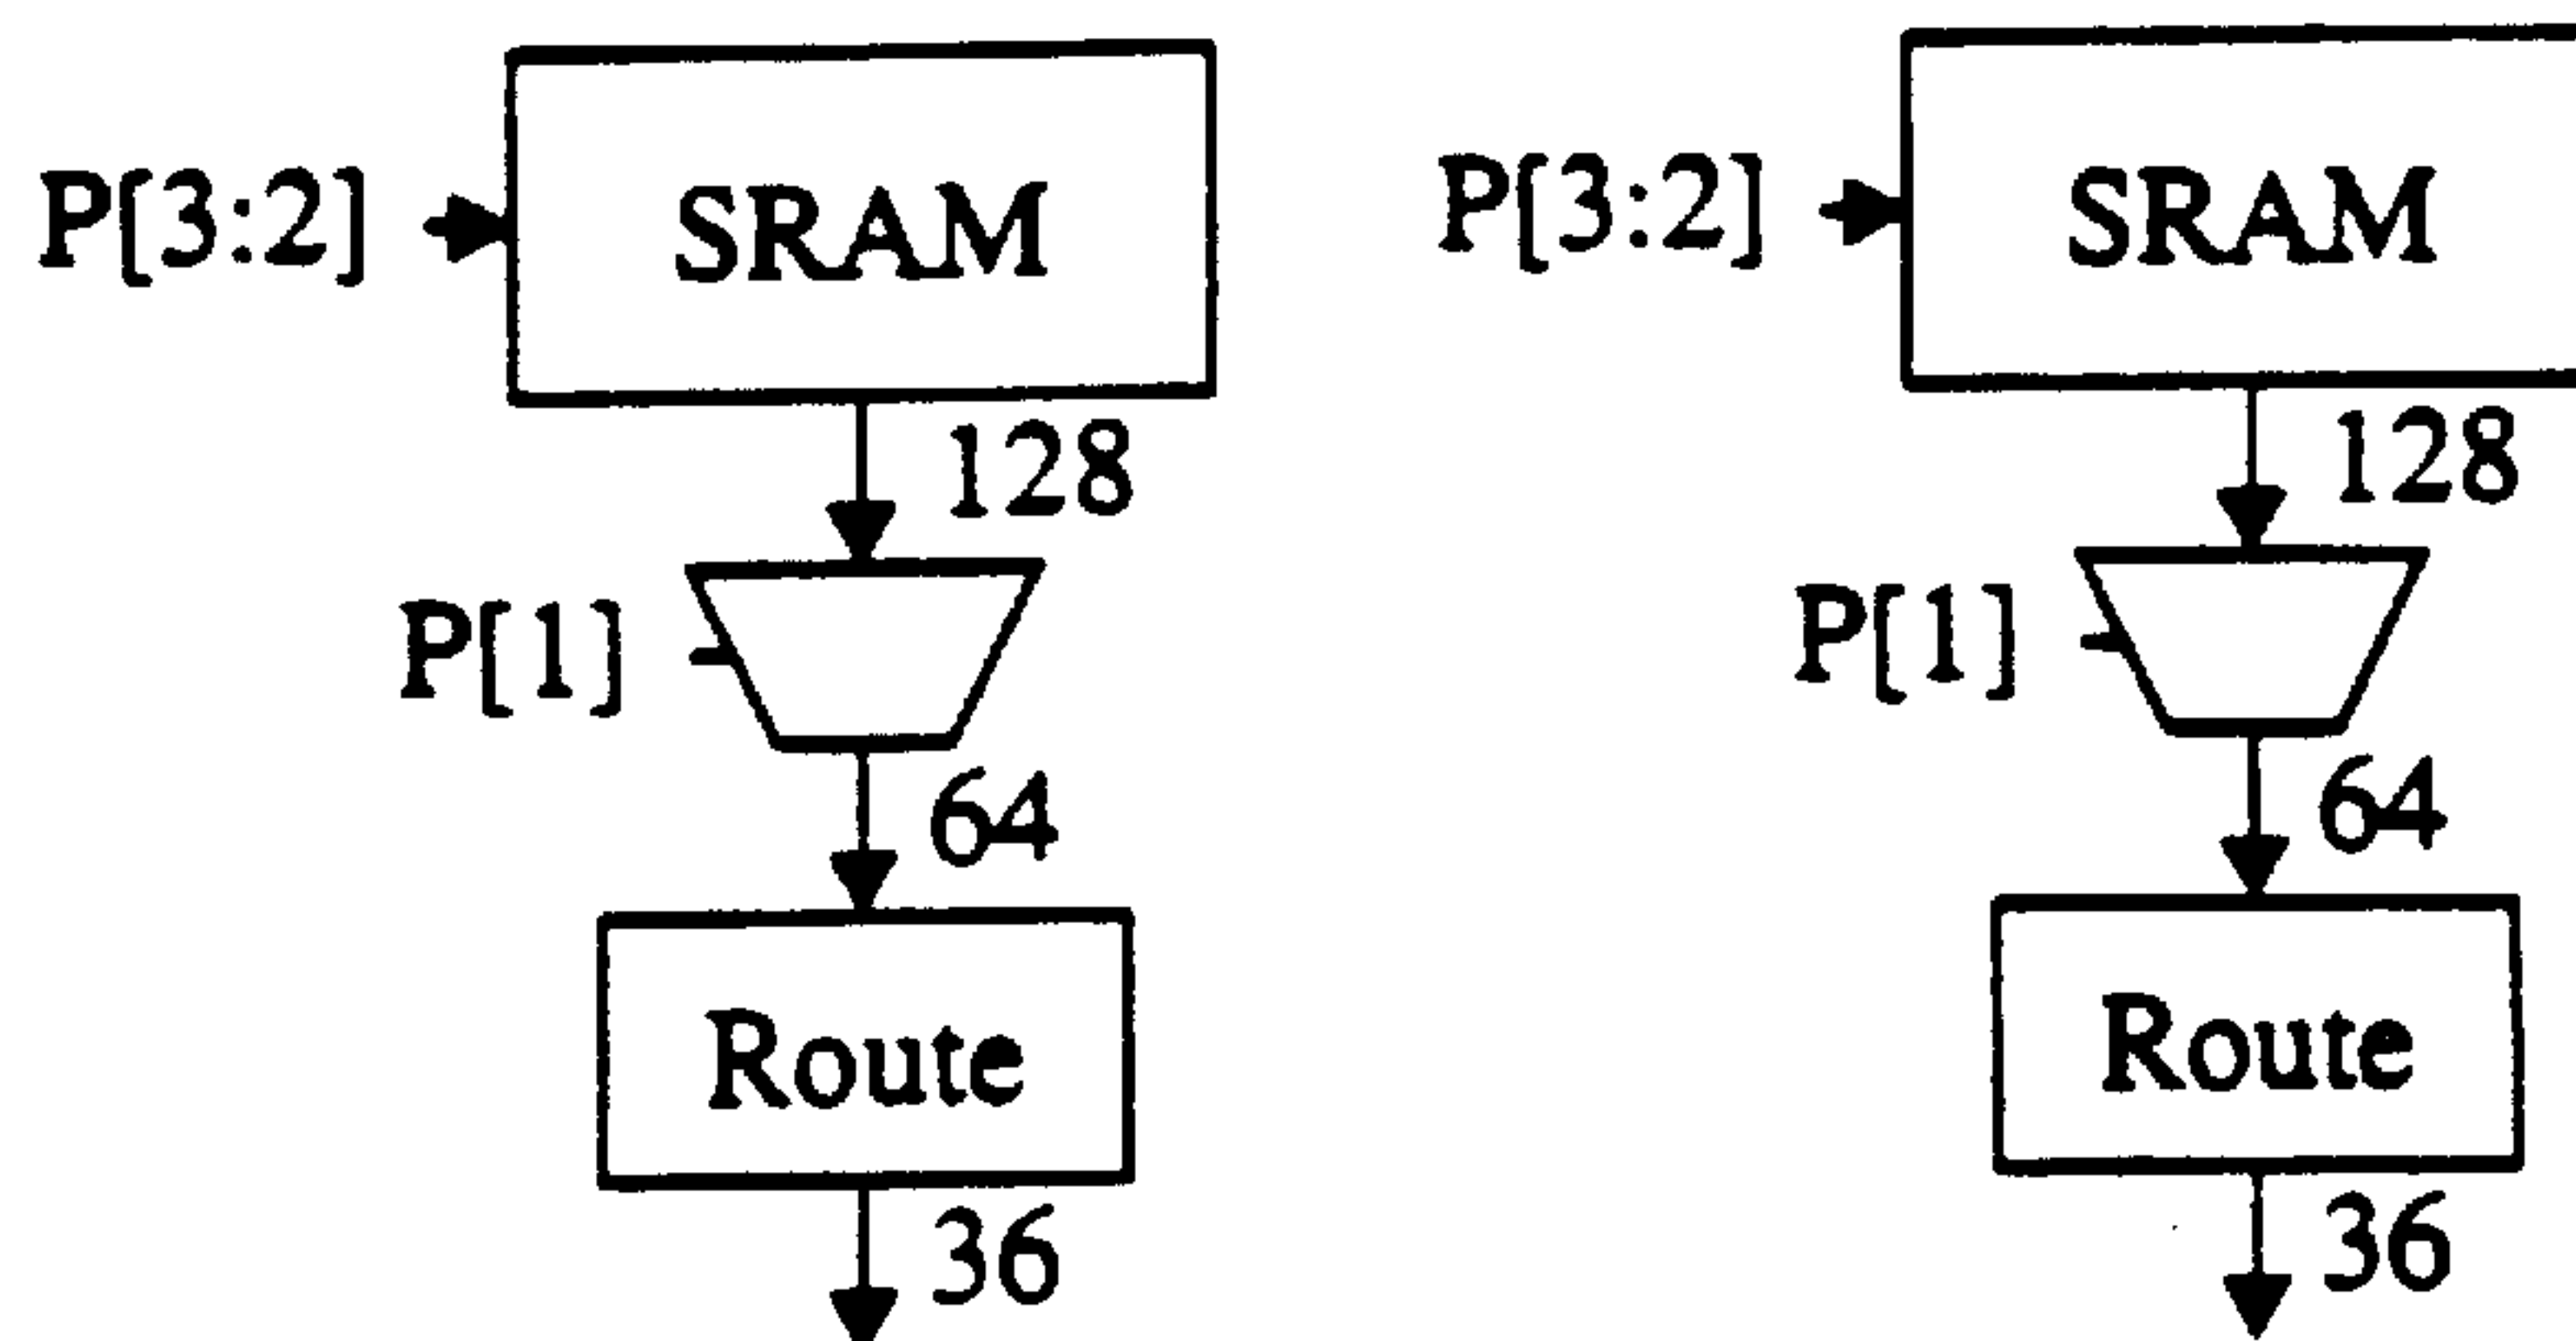 P[3:2] SRAM P[3:2] SRAM
128 128
P[1] P[1]
64 64
Route Route
36 36